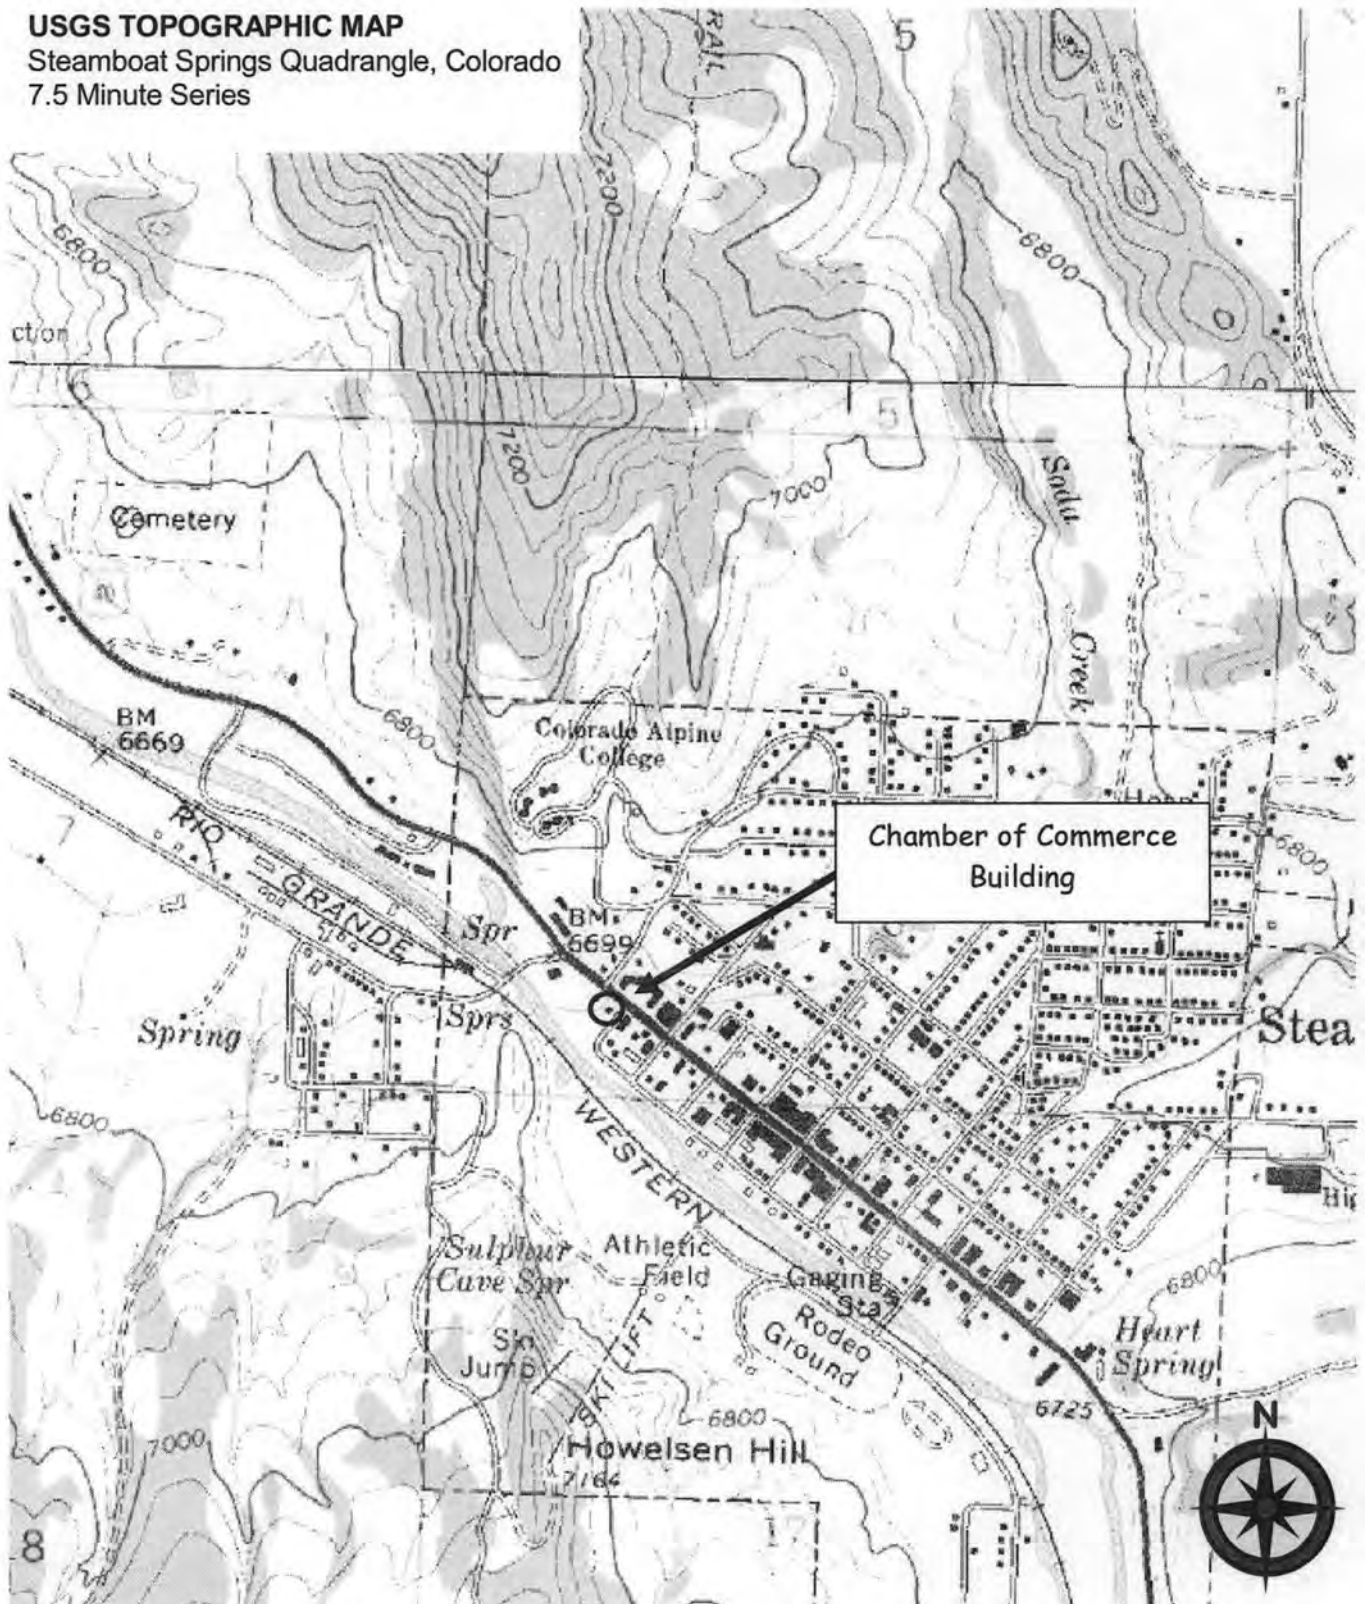 USGS TOPOGRAPHIC MAP
Steamboat Springs Quadrangle, Colorado
7.5 Minute Series
RAIL
5
7200
6800
6800
ction
5
7200
7000
Soda
Cemetery
Creek
6800
BM
6669
Colorado Alpine
College
RIO
7
Chamber of Commerce
Building
6800
GRANDE
Spr
BM
6699
Spring
Sprs
Stea
6800
WESTERN
Sulphur
Cave Spr
Athletic
Field
Gaging
Sta
6800
Rodeo
Ground
Ski
Jump
SKI LIFT
Heart
Spring
6725
6800
N
7000
Howelsen Hill
7164
8